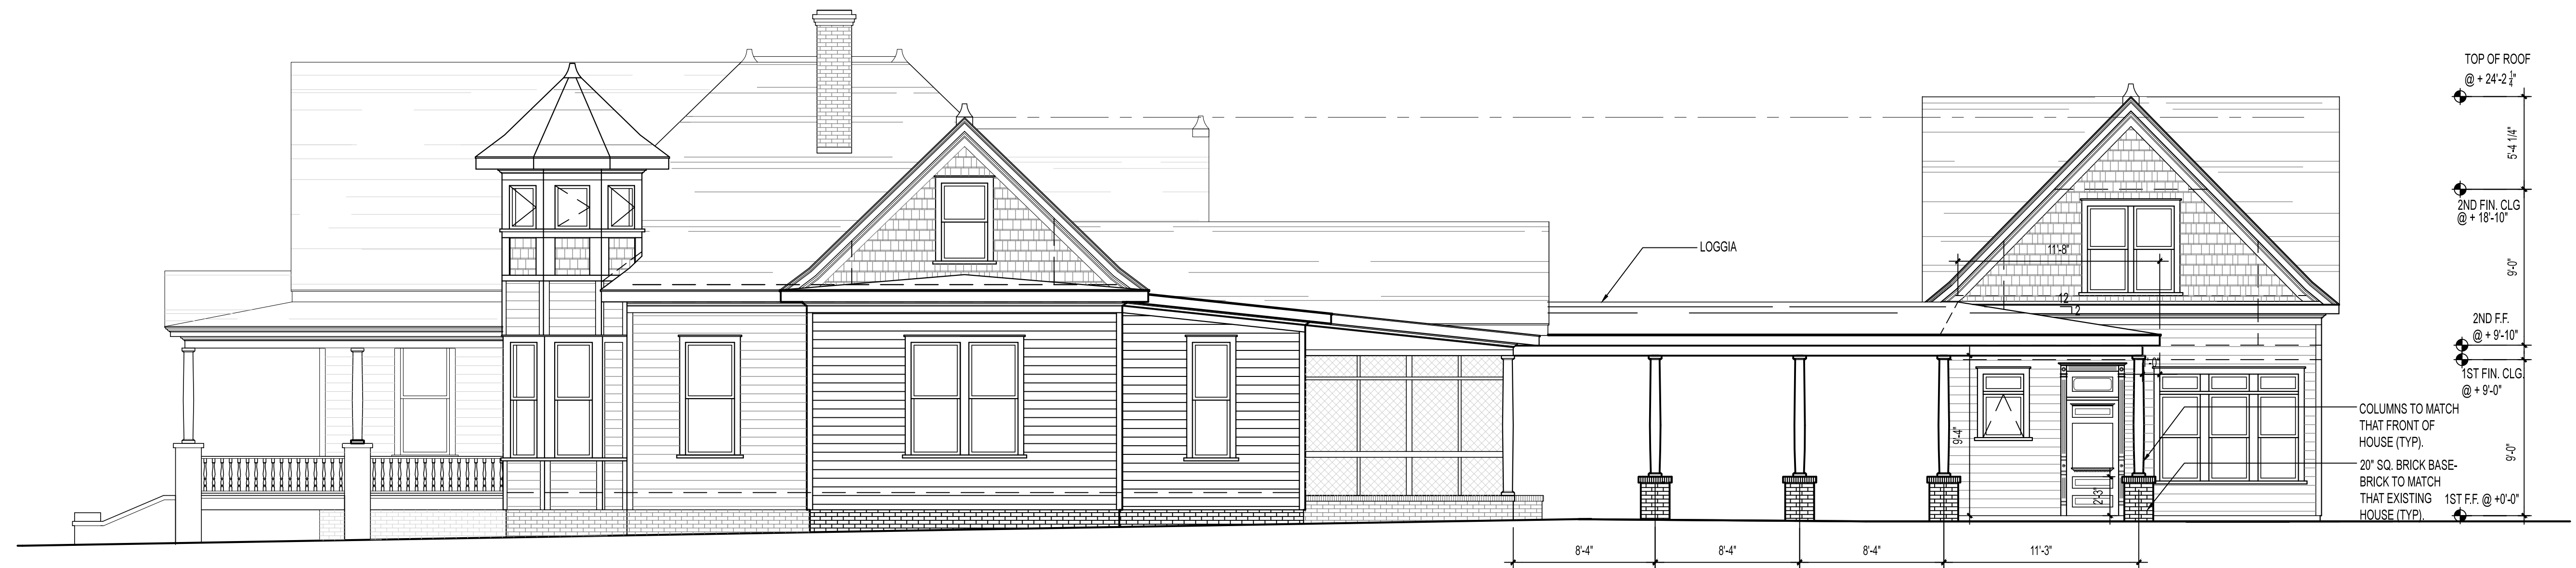 TOP OF ROOF
@ + 24'-2 1/4"
5'-4 1/4"
2ND FIN. CLG
@ + 18'-10"
LOGGIA
11'-8"
9'-0"
12
2
2ND F.F.
@ + 9'-10"
1ST FIN. CLG.
@ + 9'-0"
COLUMNS TO MATCH
THAT FRONT OF
HOUSE (TYP).
9'-4"
9'-0"
20" SQ. BRICK BASE-
BRICK TO MATCH
THAT EXISTING
HOUSE (TYP).
2'-3"
1ST F.F. @ +0'-0"
8'-4"
8'-4"
8'-4"
11'-3"